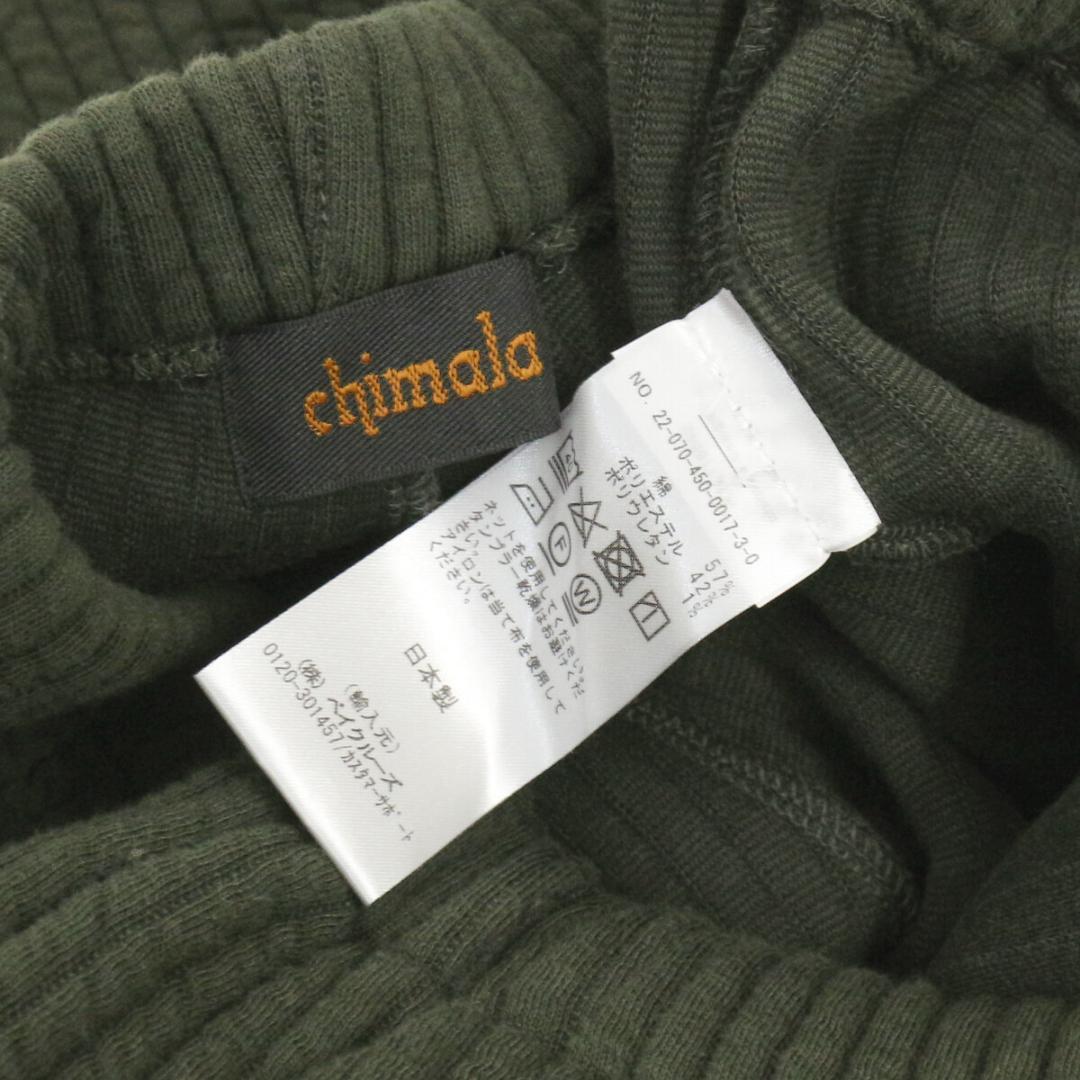 chimala
NO. 22-070-450-0017-3-0
綿 57%
ポリエステル 42%
ポリウレタン 1%
F
W
ネットを使用してください。
タンブラー乾燥はお避けくだ
さい。
アイロンは当て布を使用して
ください。
日本製
(輸入元)
(株) ベイクルーズ
0120-301457/カスタマーサポート